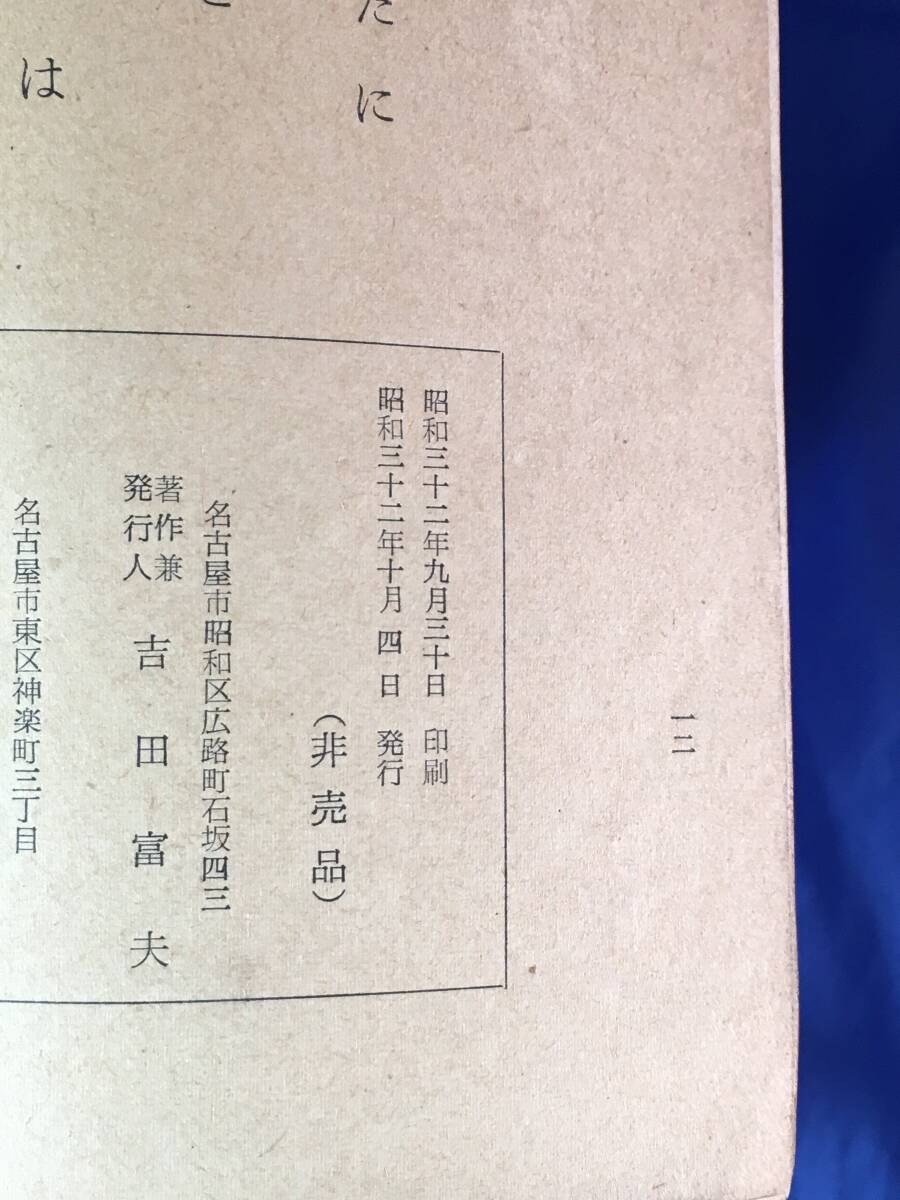 たに
は
一二
昭和三十二年九月三十日　印刷
昭和三十二年十月　四日　発行
（非売品）
名古屋市昭和区広路町石坂四三
著作兼
発行人　吉田富夫
名古屋市東区神楽町三丁目